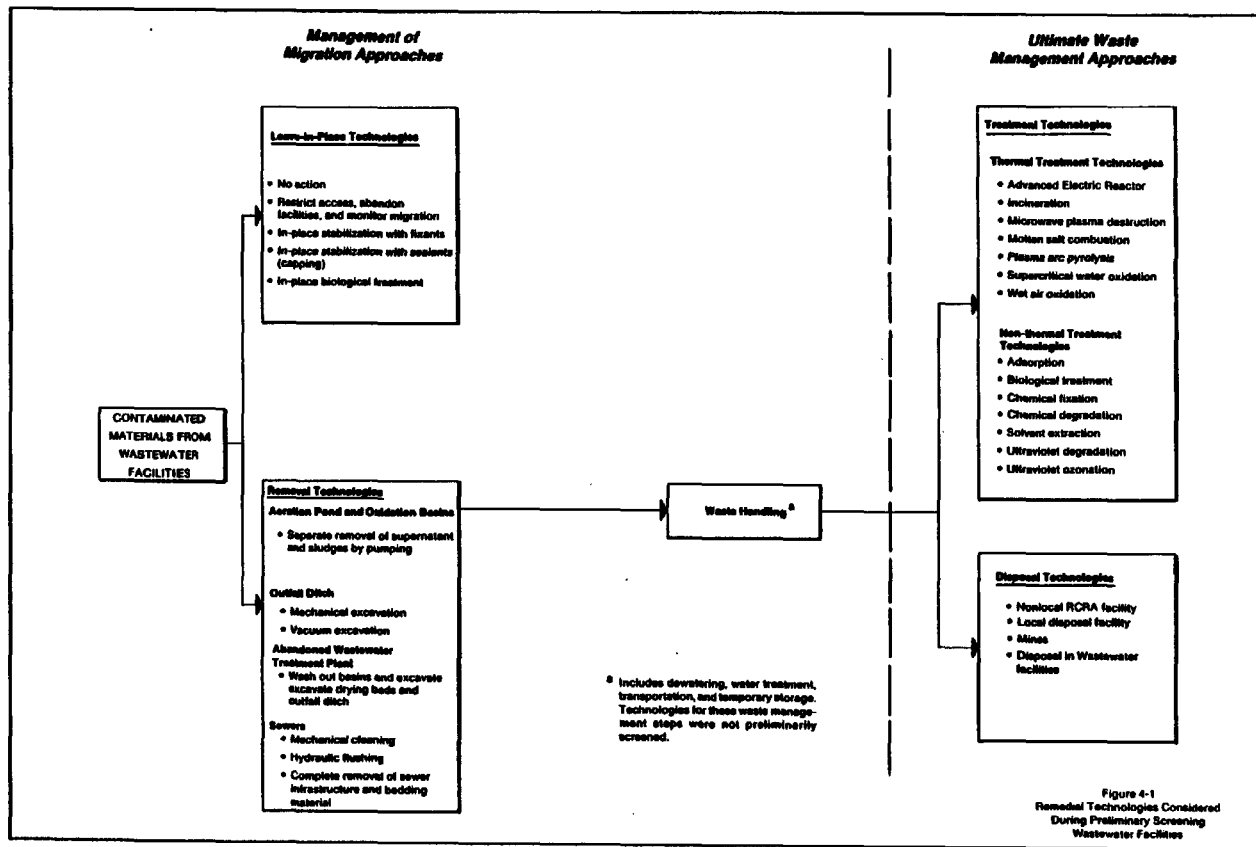 Management of
Migration Approaches
Ultimate Waste
Management Approaches
Leave-in-Place Technologies
• No action
• Restrict access, abandon
facilities, and monitor migration
• In-place stabilization with fixants
• In-place stabilization with sealants
(capping)
• In-place biological treatment
CONTAMINATED
MATERIALS FROM
WASTEWATER
FACILITIES
Removal Technologies
Aeration Pond and Oxidation Basins
• Separate removal of supernatant
and sludges by pumping
Outfall Ditch
• Mechanical excavation
• Vacuum excavation
Abandoned Wastewater
Treatment Plant
• Wash out basins and excavate
excavate drying beds and
outfall ditch
Sewers
• Mechanical cleaning
• Hydraulic flushing
• Complete removal of sewer
infrastructure and bedding
material
Waste Handling a
a Includes dewatering, water treatment,
transportation, and temporary storage.
Technologies for these waste manage-
ment steps were not preliminarily
screened.
Treatment Technologies
Thermal Treatment Technologies
• Advanced Electric Reactor
• Incineration
• Microwave plasma destruction
• Molten salt combustion
• Plasma arc pyrolysis
• Supercritical water oxidation
• Wet air oxidation
Non-thermal Treatment
Technologies
• Adsorption
• Biological treatment
• Chemical fixation
• Chemical degradation
• Solvent extraction
• Ultraviolet degradation
• Ultraviolet ozonation
Disposal Technologies
• Nonlocal RCRA facility
• Local disposal facility
• Mines
• Disposal in Wastewater
facilities
Figure 4-1
Remedial Technologies Considered
During Preliminary Screening
Wastewater Facilities